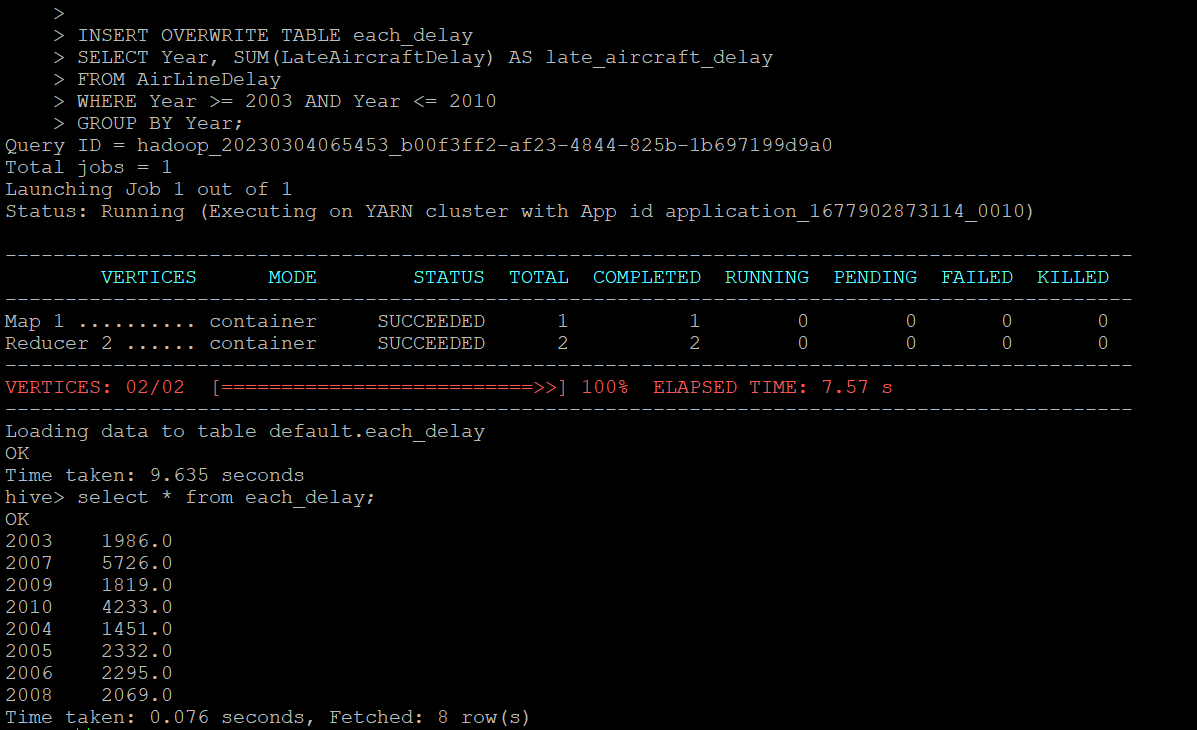 >
> INSERT OVERWRITE TABLE each_delay
> SELECT Year, SUM(LateAircraftDelay) AS late_aircraft_delay
> FROM AirLineDelay
> WHERE Year >= 2003 AND Year <= 2010
> GROUP BY Year;
Query ID = hadoop_20230304065453_b00f3ff2-af23-4844-825b-1b697199d9a0
Total jobs = 1
Launching Job 1 out of 1
Status: Running (Executing on YARN cluster with App id application_1677902873114_0010)
----------------------------------------------------------------------------------------------
VERTICES MODE STATUS TOTAL COMPLETED RUNNING PENDING FAILED KILLED
----------------------------------------------------------------------------------------------
Map 1 .......... container SUCCEEDED 1 1 0 0 0 0
Reducer 2 ...... container SUCCEEDED 2 2 0 0 0 0
----------------------------------------------------------------------------------------------
VERTICES: 02/02 [==========================>>] 100% ELAPSED TIME: 7.57 s
----------------------------------------------------------------------------------------------
Loading data to table default.each_delay
OK
Time taken: 9.635 seconds
hive> select * from each_delay;
OK
2003 1986.0
2007 5726.0
2009 1819.0
2010 4233.0
2004 1451.0
2005 2332.0
2006 2295.0
2008 2069.0
Time taken: 0.076 seconds, Fetched: 8 row(s)